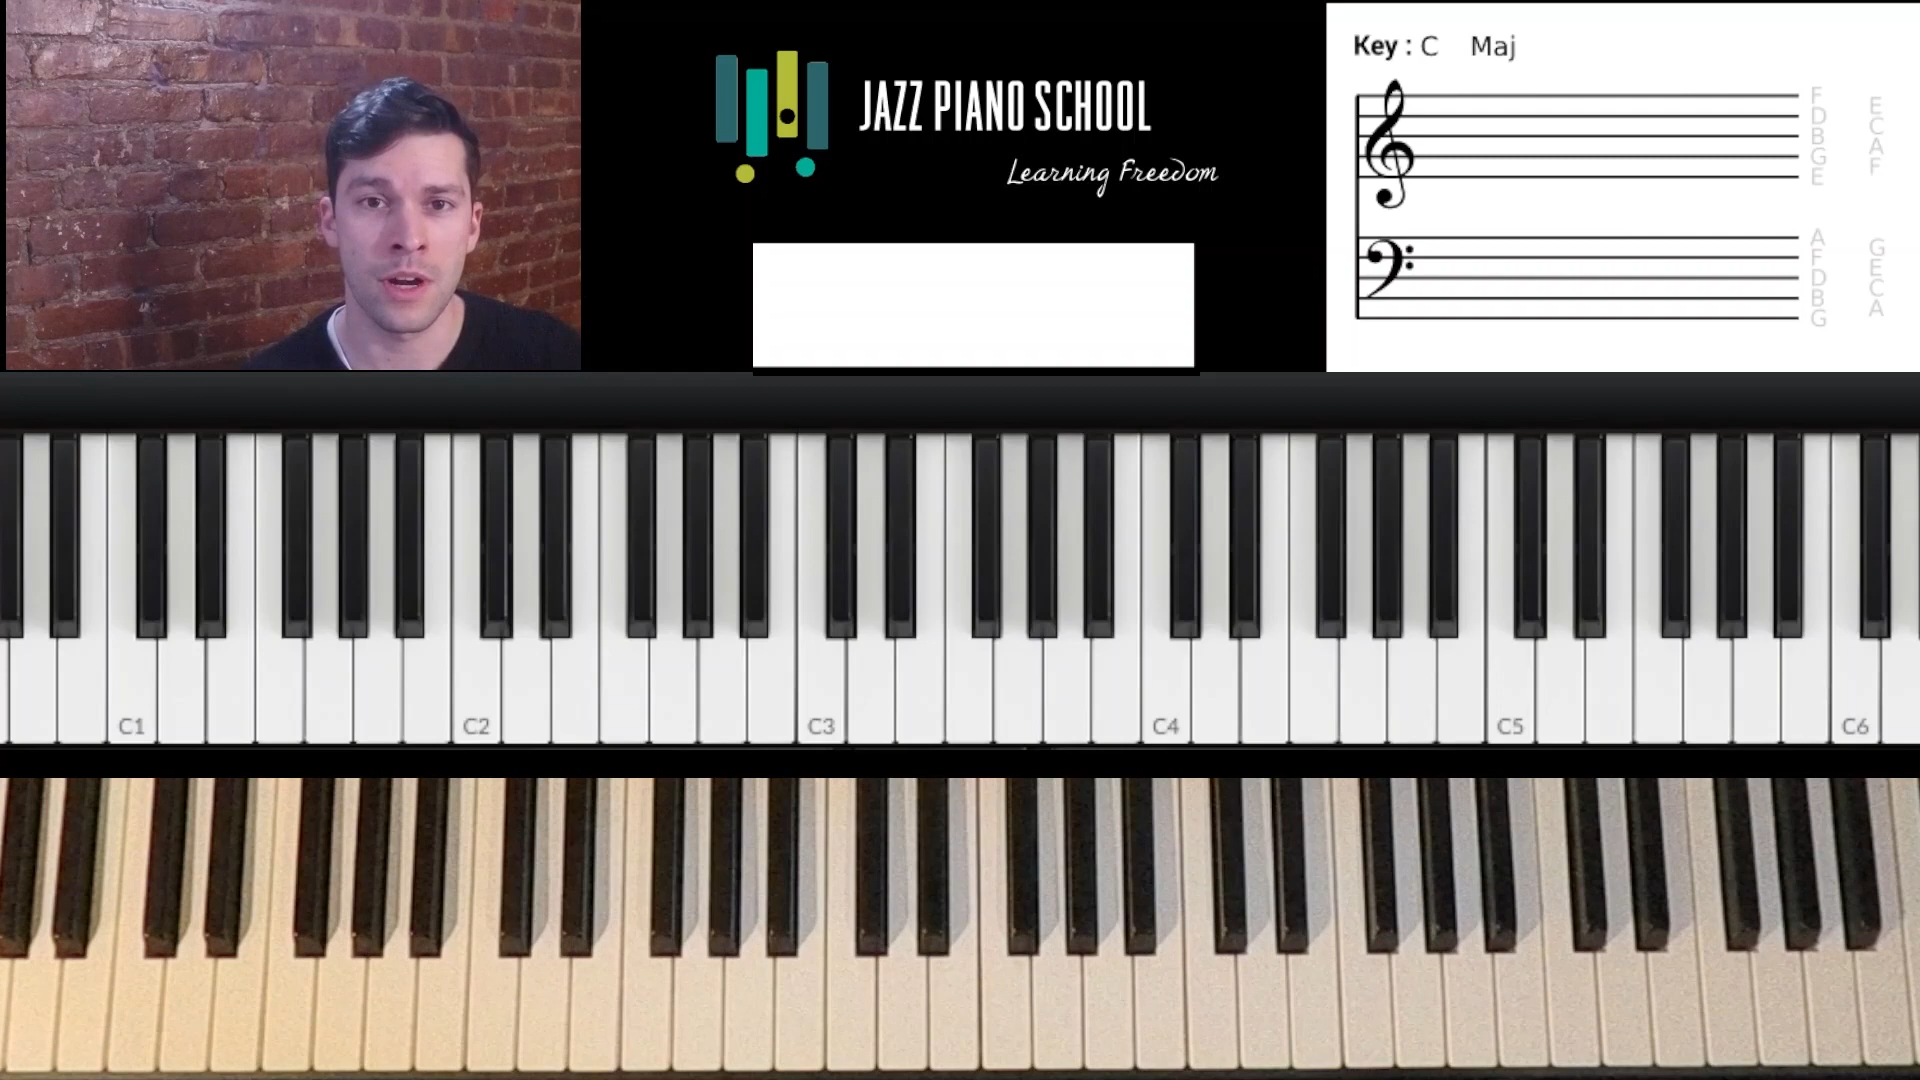 JAZZ PIANO SCHOOL
Learning Freedom
Key : C Maj
F
D
B
G
E
E
C
A
F
A
F
D
B
G
G
E
C
A
C1 C2 C3 C4 C5 C6